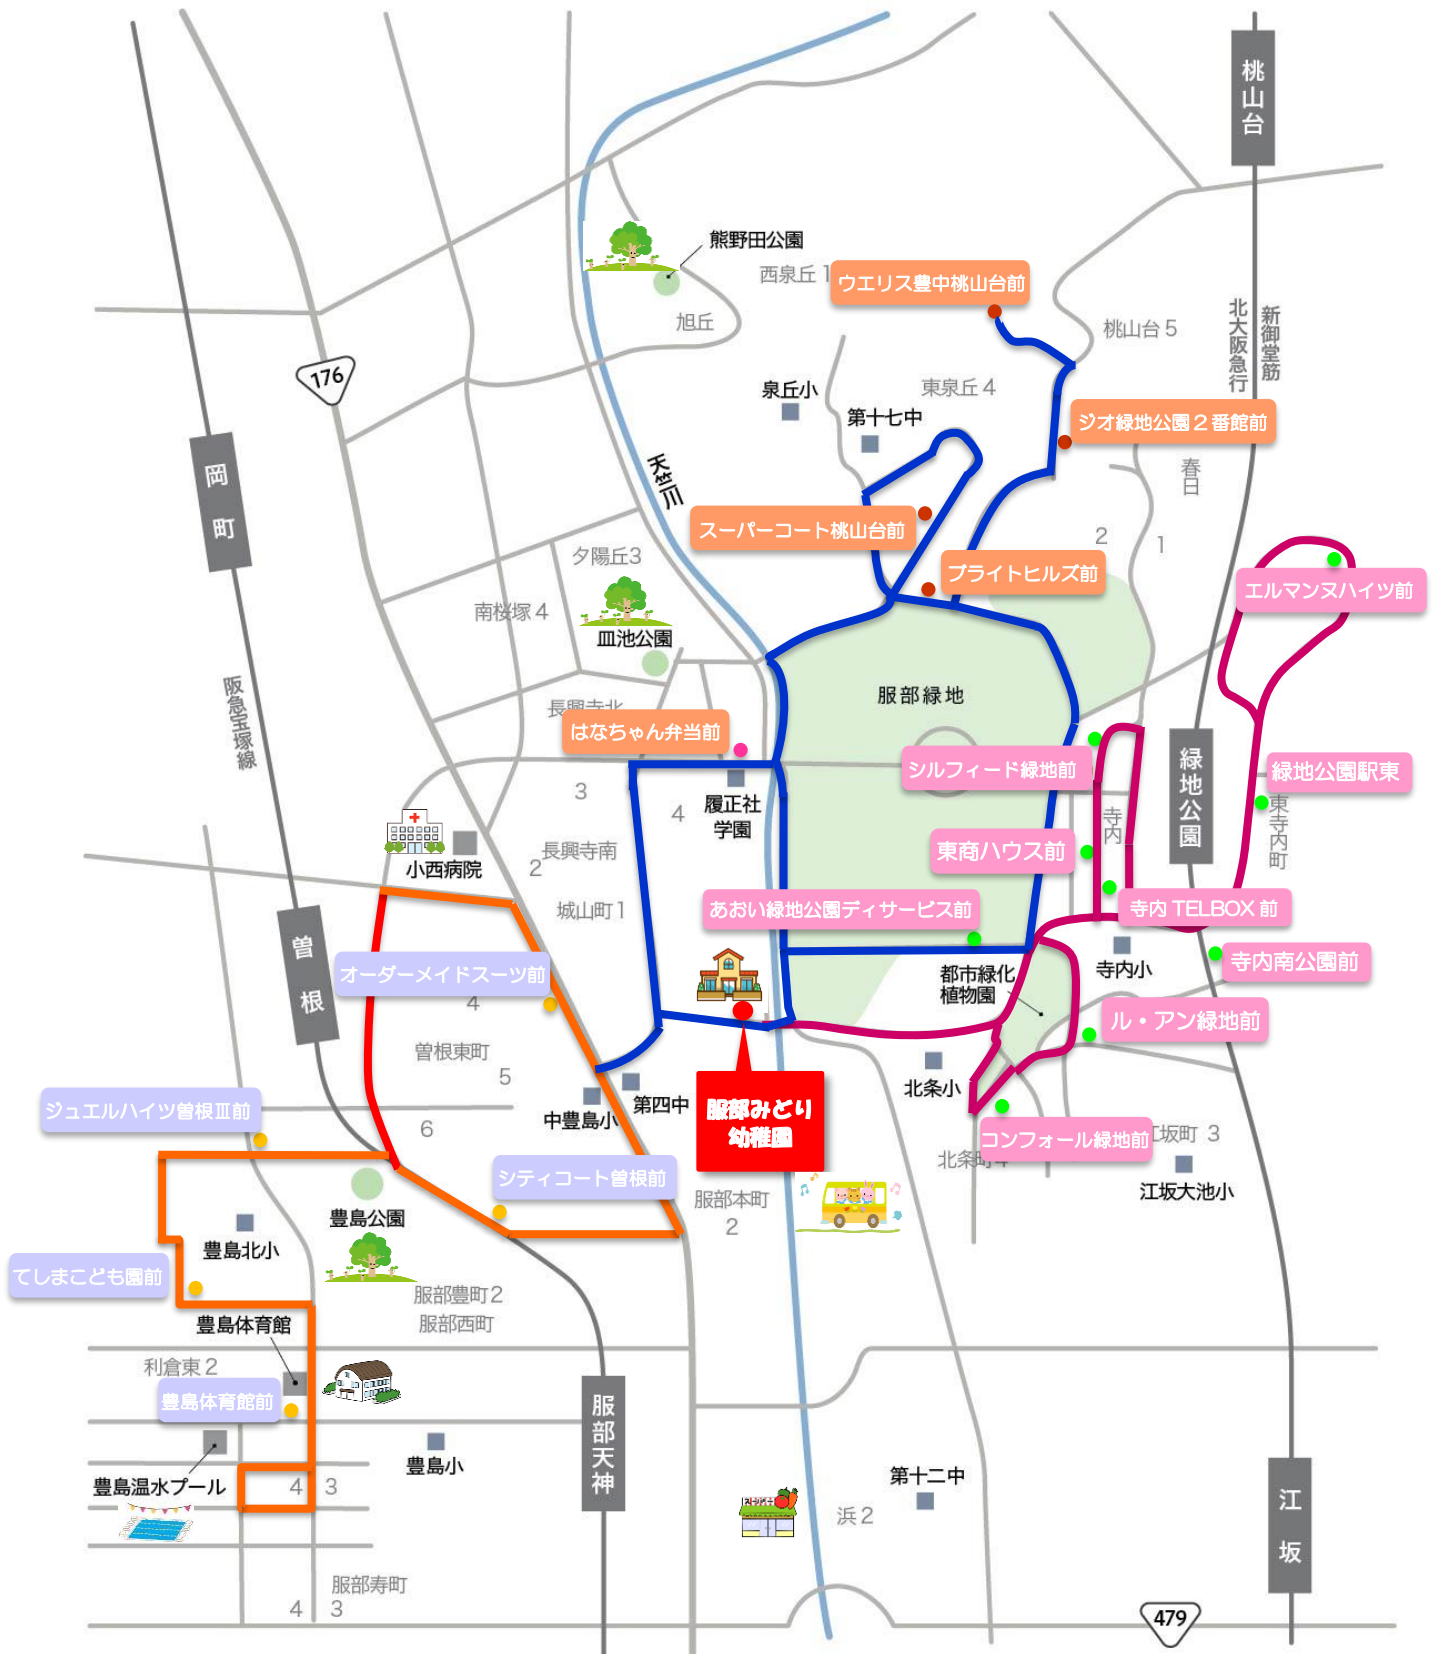 桃山台
熊野田公園
西泉丘 1
ウエリス豊中桃山台前
旭丘
桃山台 5
北大阪急行
新御堂筋
176
泉丘小
東泉丘 4
第十七中
ジオ緑地公園２番館前
岡町
天竺川
春日
スーパーコート桃山台前
2
1
夕陽丘3
ブライトヒルズ前
エルマンヌハイツ前
南桜塚 4
皿池公園
阪急宝塚線
服部緑地
長興寺北
はなちゃん弁当前
シルフィード緑地前
緑地公園
緑地公園駅東
3
4
履正社
学園
寺内
東寺内町
小西病院
2
長興寺南
東商ハウス前
城山町 1
あおい緑地公園デイサービス前
寺内 TELBOX 前
曽根
オーダーメイドスーツ前
4
都市緑化
植物園
寺内小
寺内南公園前
ル・アン緑地前
曽根東町
5
北条小
ジュエルハイツ曽根Ⅲ前
6
中豊島小
第四中
服部みどり
幼稚園
コンフォール緑地前
江坂町 3
北条町4
シティコート曽根前
服部本町
2
江坂大池小
豊島公園
豊島北小
てしまこども園前
服部豊町 2
服部西町
豊島体育館
利倉東 2
豊島体育館前
服部天神
豊島小
豊島温水プール
4
3
第十二中
スーパー
浜 2
江坂
服部寿町
4
3
479